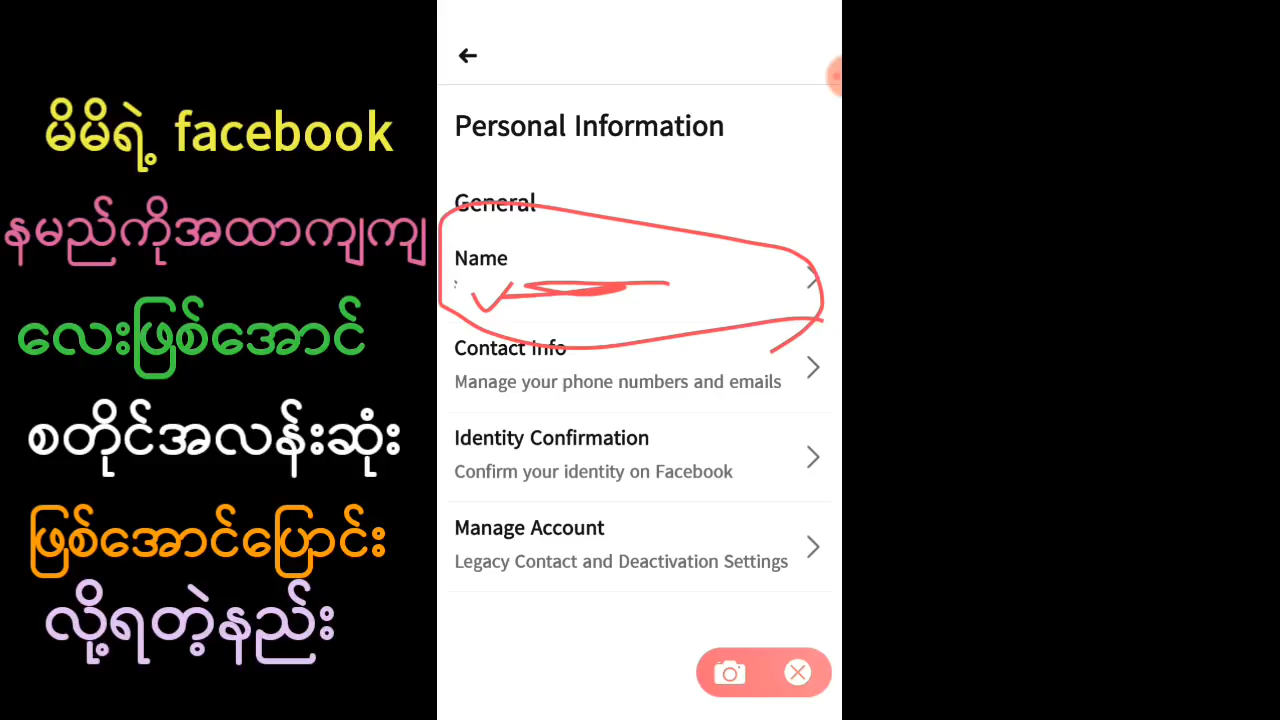 မိမိရဲ့ facebook
နမည်ကိုအထာကျကျ
လေးဖြစ်အောင်
စတိုင်အလန်းဆုံး
ဖြစ်အောင်ပြောင်း
လို့ရတဲ့နည်း
Personal Information
General
Name
Contact Info
Manage your phone numbers and emails
Identity Confirmation
Confirm your identity on Facebook
Manage Account
Legacy Contact and Deactivation Settings